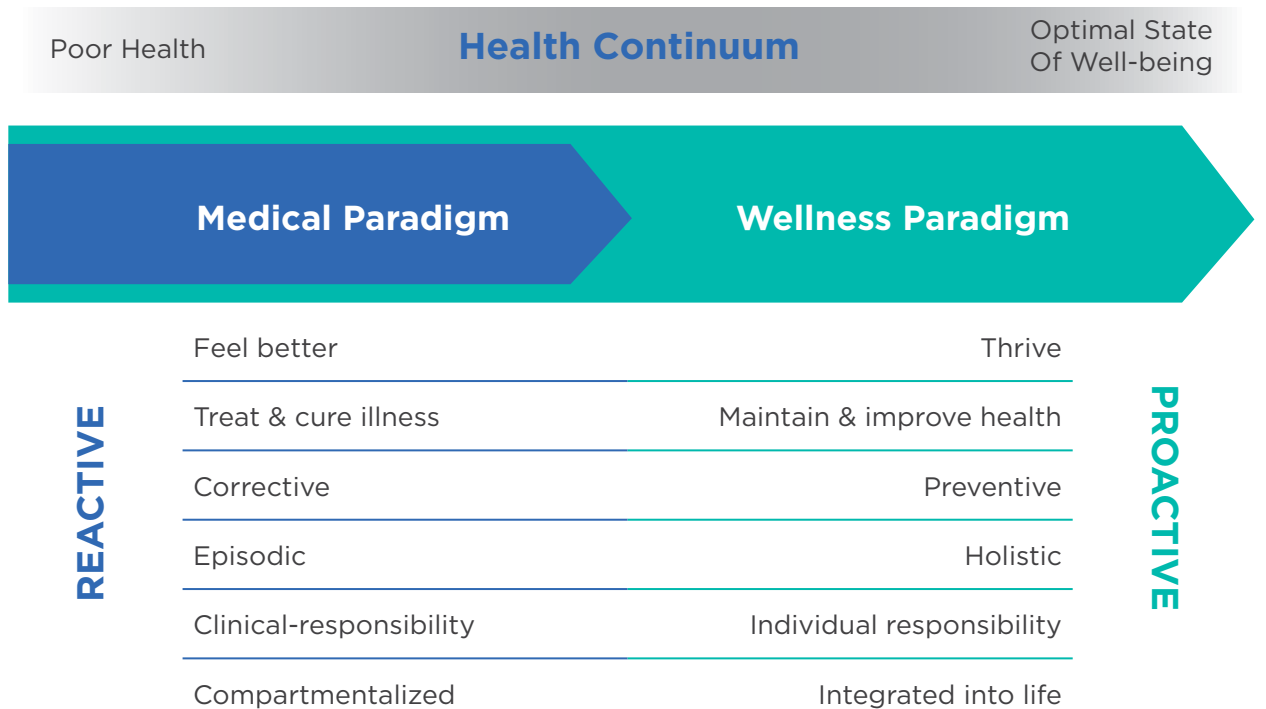 Poor Health
Health Continuum
Optimal State
Of Well-being
Medical Paradigm
Wellness Paradigm
REACTIVE
Feel better
Thrive
Treat & cure illness
Maintain & improve health
Corrective
Preventive
Episodic
Holistic
Clinical-responsibility
Individual responsibility
Compartmentalized
Integrated into life
PROACTIVE